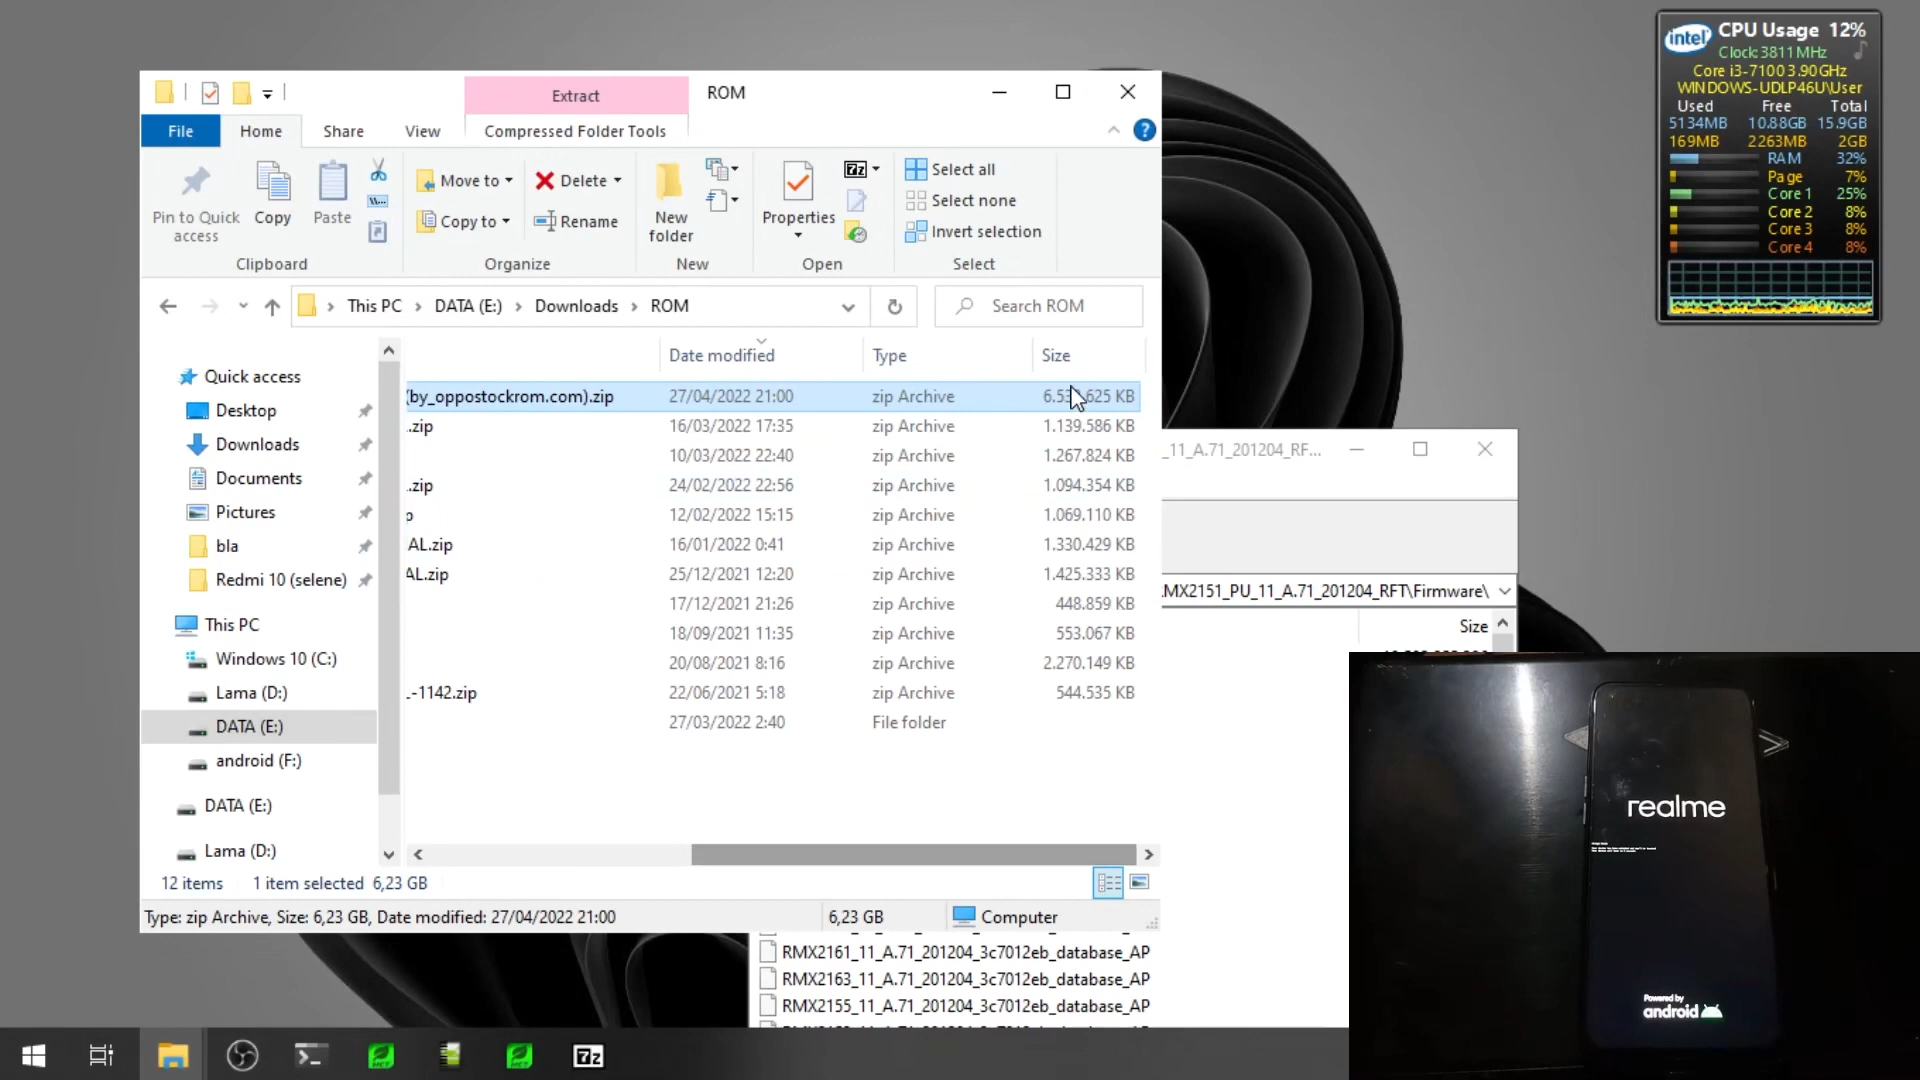 Extract
ROM
File
Home
Share
View
Compressed Folder Tools
Pin to Quick access
Copy
Paste
Clipboard
Move to
Copy to
Delete
Rename
Organize
New folder
New
Properties
Open
Select all
Select none
Invert selection
Select
This PC
DATA (E:)
Downloads
ROM
Search ROM
Date modified
Type
Size
(by_oppostockrom.com).zip 27/04/2022 21:00 zip Archive
.zip 16/03/2022 17:35 zip Archive 1.139.586 KB
10/03/2022 22:40 zip Archive 1.267.824 KB
.zip 24/02/2022 22:56 zip Archive 1.094.354 KB
p 12/02/2022 15:15 zip Archive 1.069.110 KB
AL.zip 16/01/2022 0:41 zip Archive 1.330.429 KB
AL.zip 25/12/2021 12:20 zip Archive 1.425.333 KB
17/12/2021 21:26 zip Archive 448.859 KB
18/09/2021 11:35 zip Archive 553.067 KB
20/08/2021 8:16 zip Archive 2.270.149 KB
-1142.zip 22/06/2021 5:18 zip Archive 544.535 KB
27/03/2022 2:40 File folder
Quick access
Desktop
Downloads
Documents
Pictures
bla
Redmi 10 (selene)
This PC
Windows 10 (C:)
Lama (D:)
DATA (E:)
android (F:)
DATA (E:)
Lama (D:)
12 items 1 item selected 6,23 GB
Type: zip Archive, Size: 6,23 GB, Date modified: 27/04/2022 21:00
6,23 GB
Computer
_11_A.71_201204_RF...
MX2151_PU_11_A.71_201204_RFT\Firmware\
Size
RMX2161_11_A.71_201204_3c7012eb_database_AP
RMX2163_11_A.71_201204_3c7012eb_database_AP
RMX2155_11_A.71_201204_3c7012eb_database_AP
intel
CPU Usage 12%
Clock: 3811 MHz
Core i3-7100 3.90GHz
WINDOWS-UDLP46U\User
Used Free Total
5134MB 10.88GB 15.9GB
169MB 2263MB 2GB
RAM 32%
Page 7%
Core 1 25%
Core 2 8%
Core 3 8%
Core 4 8%
realme
Powered by
android
7z